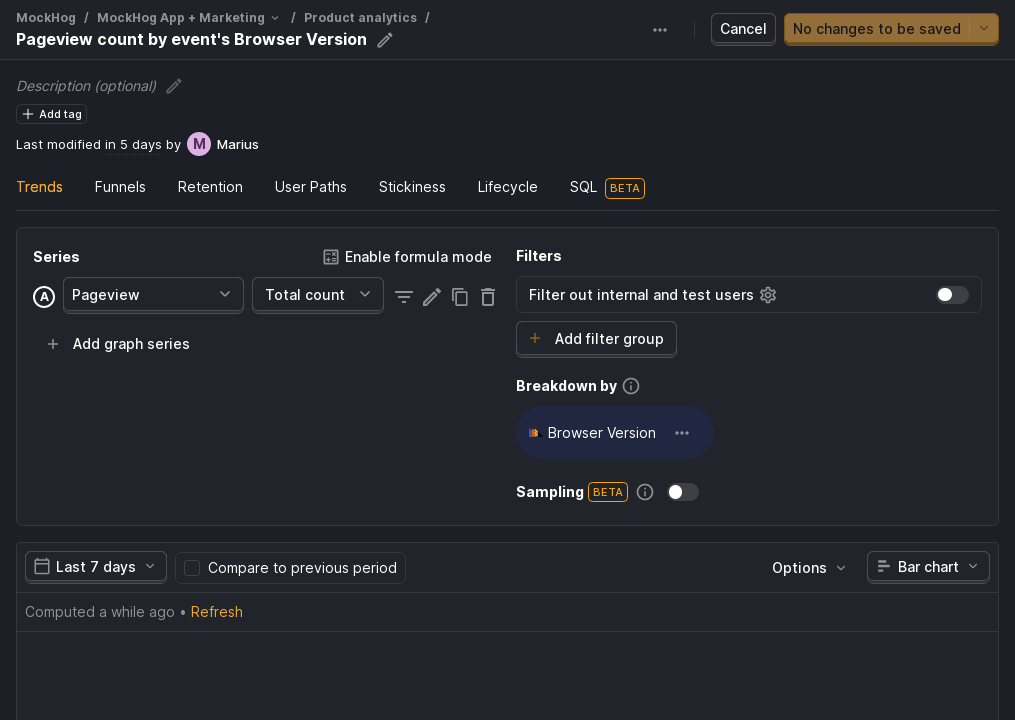 MockHog / MockHog App + Marketing / Product analytics /
Pageview count by event's Browser Version
Cancel
No changes to be saved
Description (optional)
Add tag
Last modified in 5 days by M Marius
Trends Funnels Retention User Paths Stickiness Lifecycle SQL BETA
Series
Enable formula mode
A Pageview Total count
Add graph series
Filters
Filter out internal and test users
Add filter group
Breakdown by
Browser Version
Sampling BETA
Last 7 days Compare to previous period Options Bar chart
Computed a while ago • Refresh